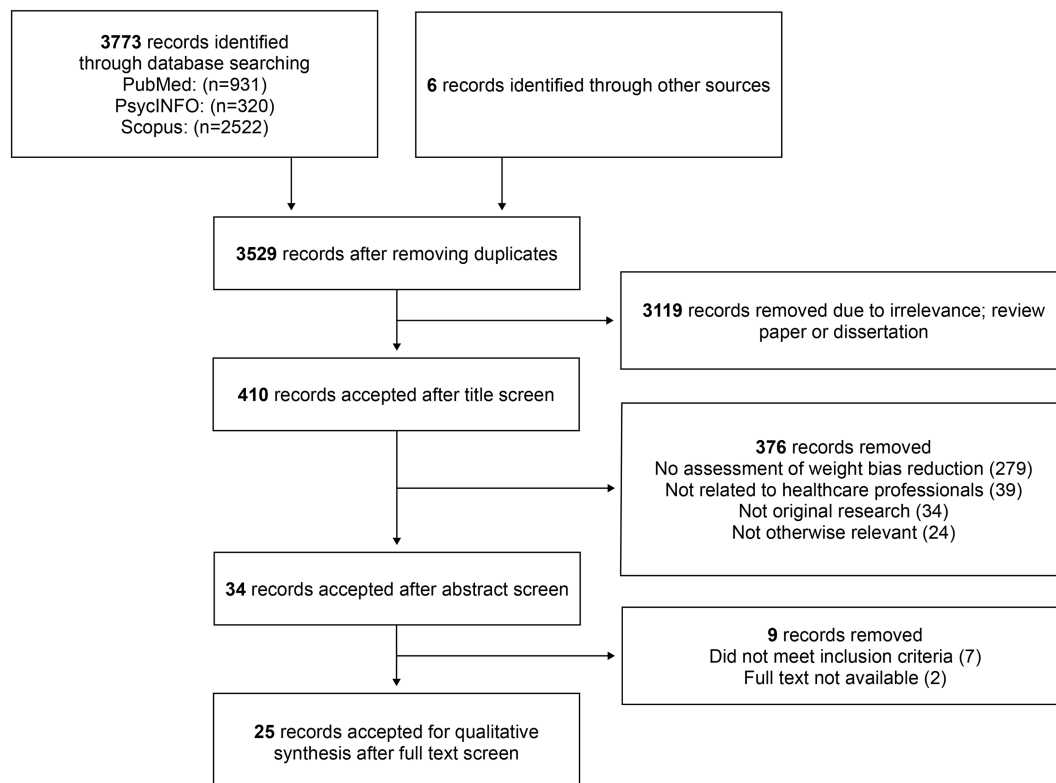 3773 records identified
through database searching
PubMed: (n=931)
PsycINFO: (n=320)
Scopus: (n=2522)
6 records identified through other sources
3529 records after removing duplicates
3119 records removed due to irrelevance; review
paper or dissertation
410 records accepted after title screen
376 records removed
No assessment of weight bias reduction (279)
Not related to healthcare professionals (39)
Not original research (34)
Not otherwise relevant (24)
34 records accepted after abstract screen
9 records removed
Did not meet inclusion criteria (7)
Full text not available (2)
25 records accepted for qualitative
synthesis after full text screen